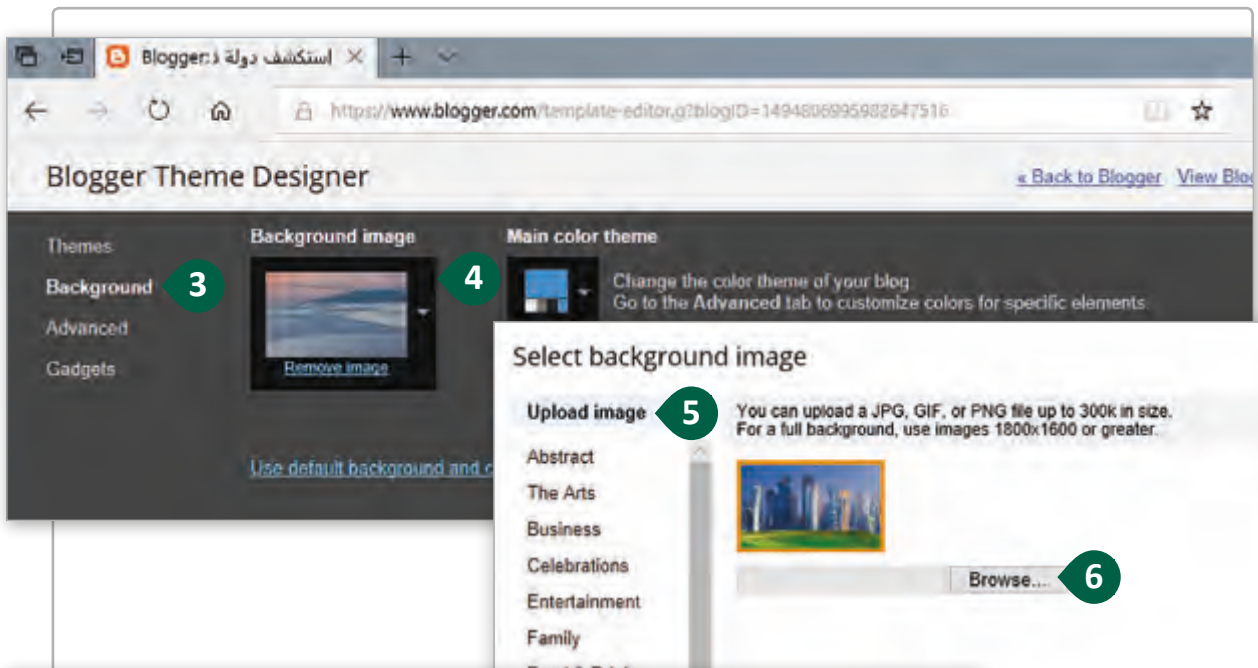 Blogger: استكشف دولة
https://www.blogger.com/template-editor.g?blogID=1494806995982647516
Blogger Theme Designer
« Back to Blogger View
Themes
Background
Advanced
Gadgets
3
Background image
Remove image
4
Main color theme
Change the color theme of your blog
Go to the Advanced tab to customize colors for specific elements.
Use default background and
Select background image
Upload image
5
You can upload a JPG, GIF, or PNG file up to 300k in size.
For a full background, use images 1800x1600 or greater.
Abstract
The Arts
Business
Celebrations
Entertainment
Family
Browse....
6